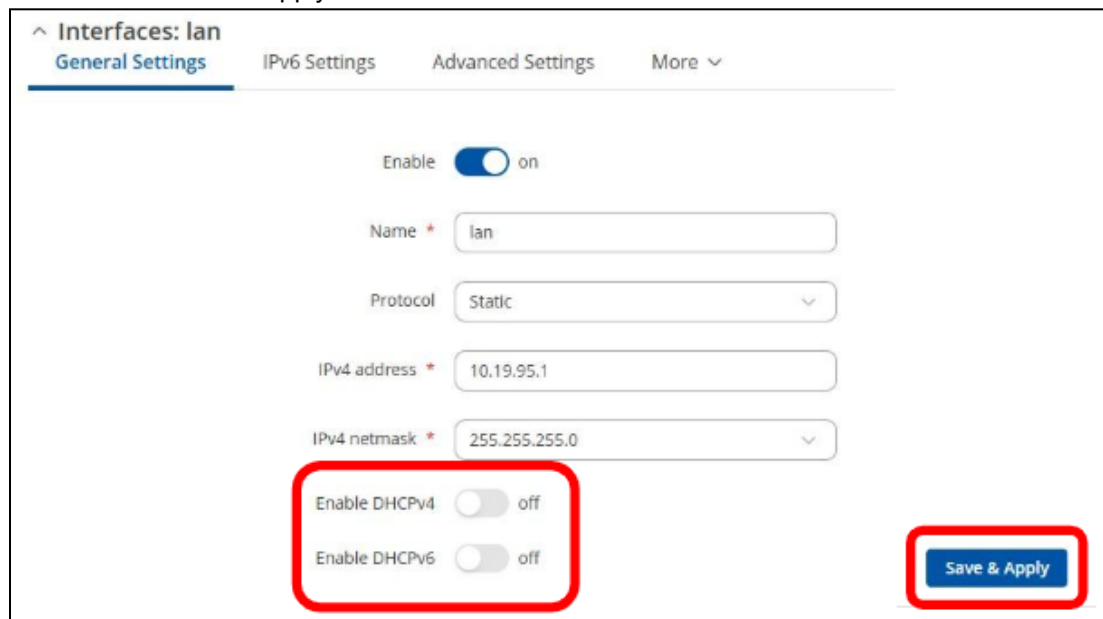 Interfaces: lan
General Settings IPv6 Settings Advanced Settings More
Enable on
Name * lan
Protocol Static
IPv4 address * 10.19.95.1
IPv4 netmask * 255.255.255.0
Enable DHCPv4 off
Enable DHCPv6 off
Save & Apply